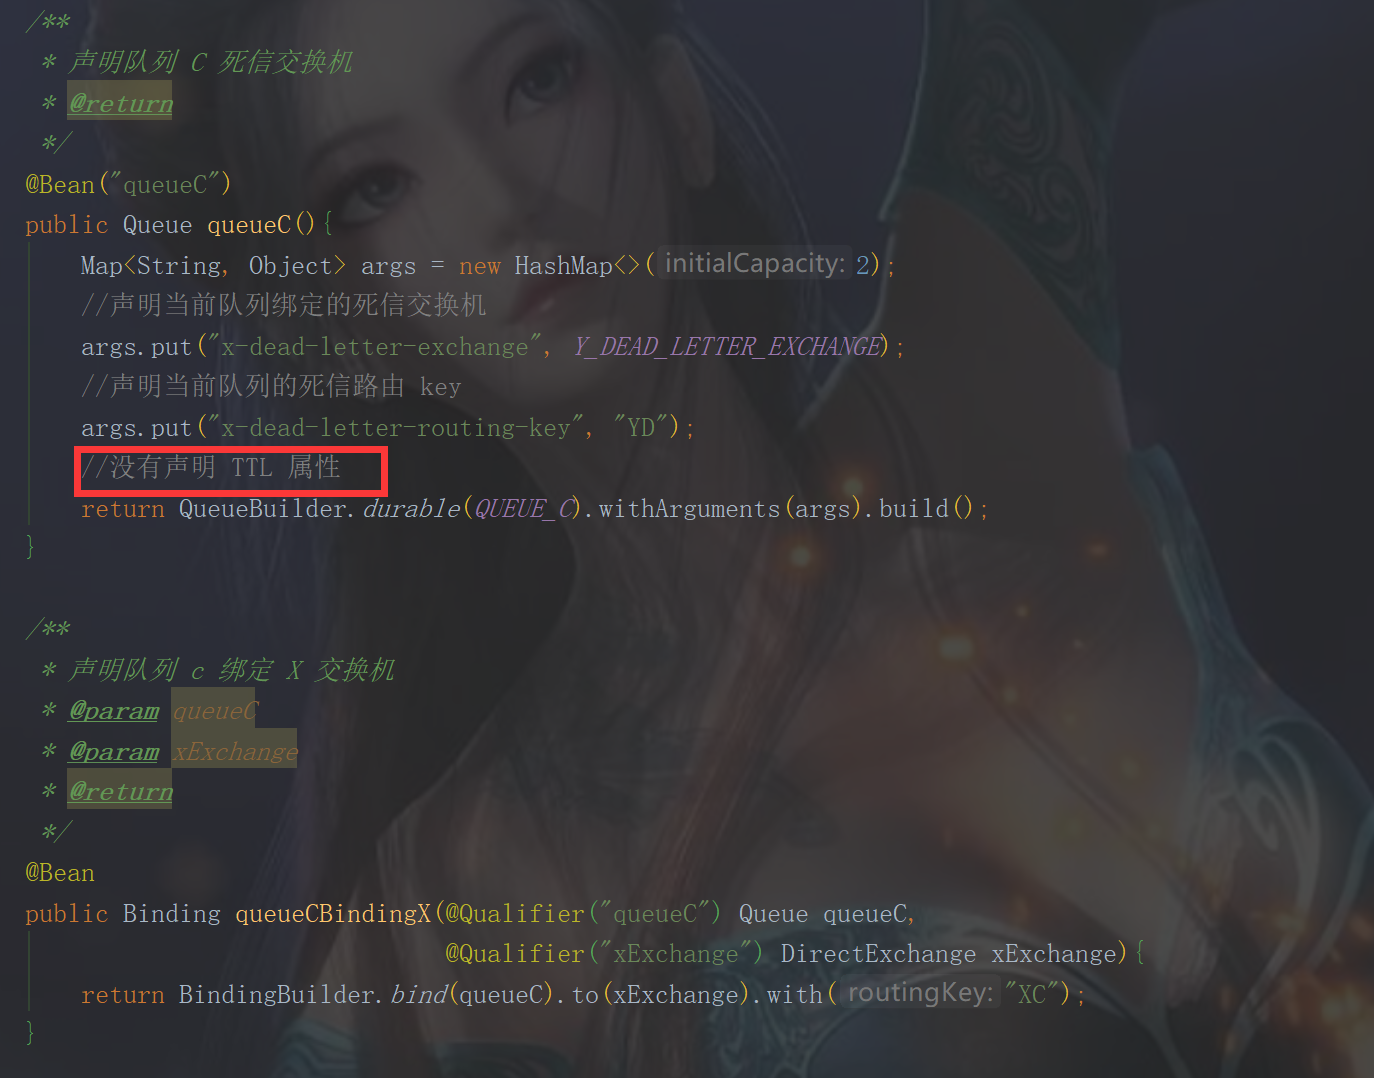 /**
 * 声明队列 C 死信交换机
 * @return
 */
@Bean("queueC")
public Queue queueC(){
    Map<String, Object> args = new HashMap<>( initialCapacity: 2);
    //声明当前队列绑定的死信交换机
    args.put("x-dead-letter-exchange", Y_DEAD_LETTER_EXCHANGE);
    //声明当前队列的死信路由 key
    args.put("x-dead-letter-routing-key", "YD");
    //没有声明 TTL 属性
    return QueueBuilder.durable(QUEUE_C).withArguments(args).build();
}
/**
 * 声明队列 c 绑定 X 交换机
 * @param queueC
 * @param xExchange
 * @return
 */
@Bean
public Binding queueCBindingX(@Qualifier("queueC") Queue queueC,
                              @Qualifier("xExchange") DirectExchange xExchange){
    return BindingBuilder.bind(queueC).to(xExchange).with( routingKey: "XC");
}